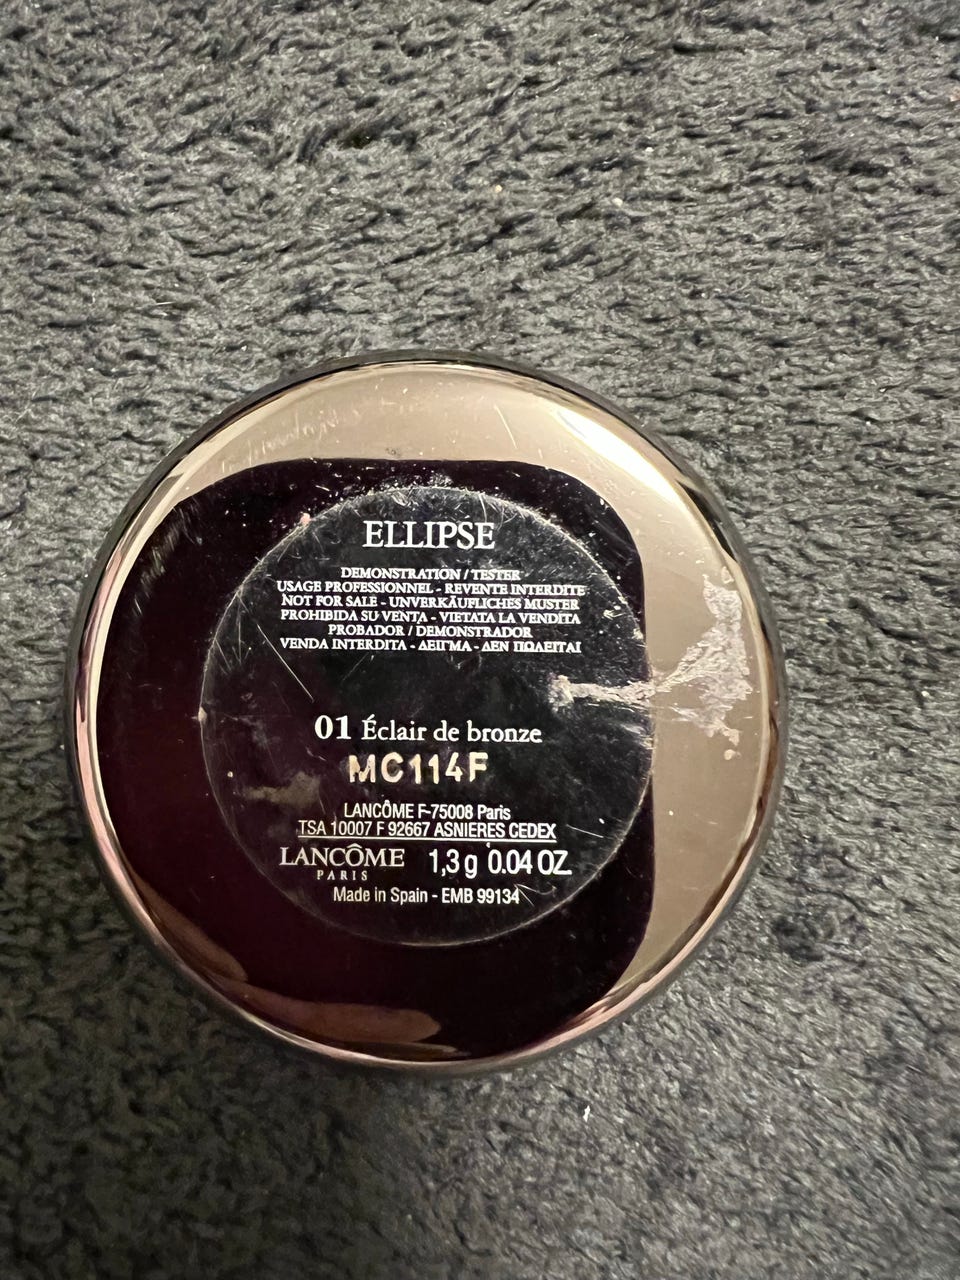 ELLIPSE
DEMONSTRATION / TESTER
USAGE PROFESSIONNEL - REVENTE INTERDITE
NOT FOR SALE - UNVERKÄUFLICHES MUSTER
PROHIBIDA SU VENTA - VIETATA LA VENDITA
PROBADOR / DEMONSTRADOR
VENDA INTERDITA - ΔΕΙΓΜΑ - ΔΕΝ ΠΩΛΕΙΤΑΙ
01 Éclair de bronze
MC114F
LANCÔME F-75008 Paris
TSA 10007 F 92667 ASNIERES CEDEX
LANCÔME 1,3 g 0.04 OZ.
PARIS
Made in Spain - EMB 99134